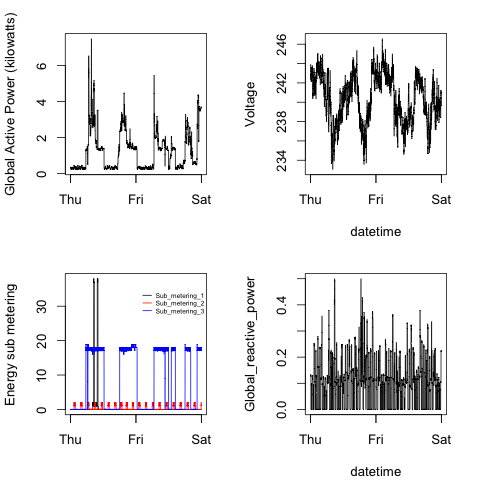 Global Active Power (kilowatts)
0 2 4 6
Thu Fri Sat
Voltage
234 238 242 246
Thu Fri Sat
datetime
Energy sub metering
0 10 20 30
Sub_metering_1
Sub_metering_2
Sub_metering_3
Thu Fri Sat
Global_reactive_power
0.0 0.2 0.4
Thu Fri Sat
datetime